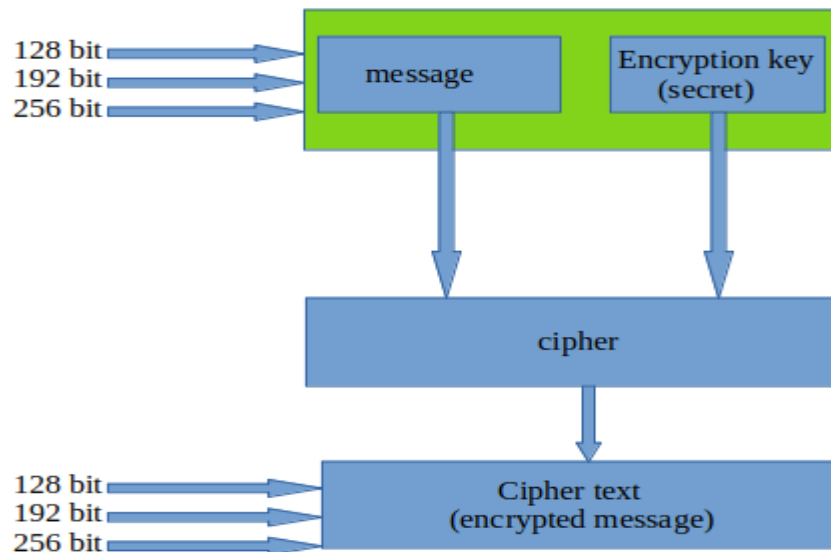 128 bit
192 bit
256 bit
message
Encryption key
(secret)
cipher
128 bit
192 bit
256 bit
Cipher text
(encrypted message)